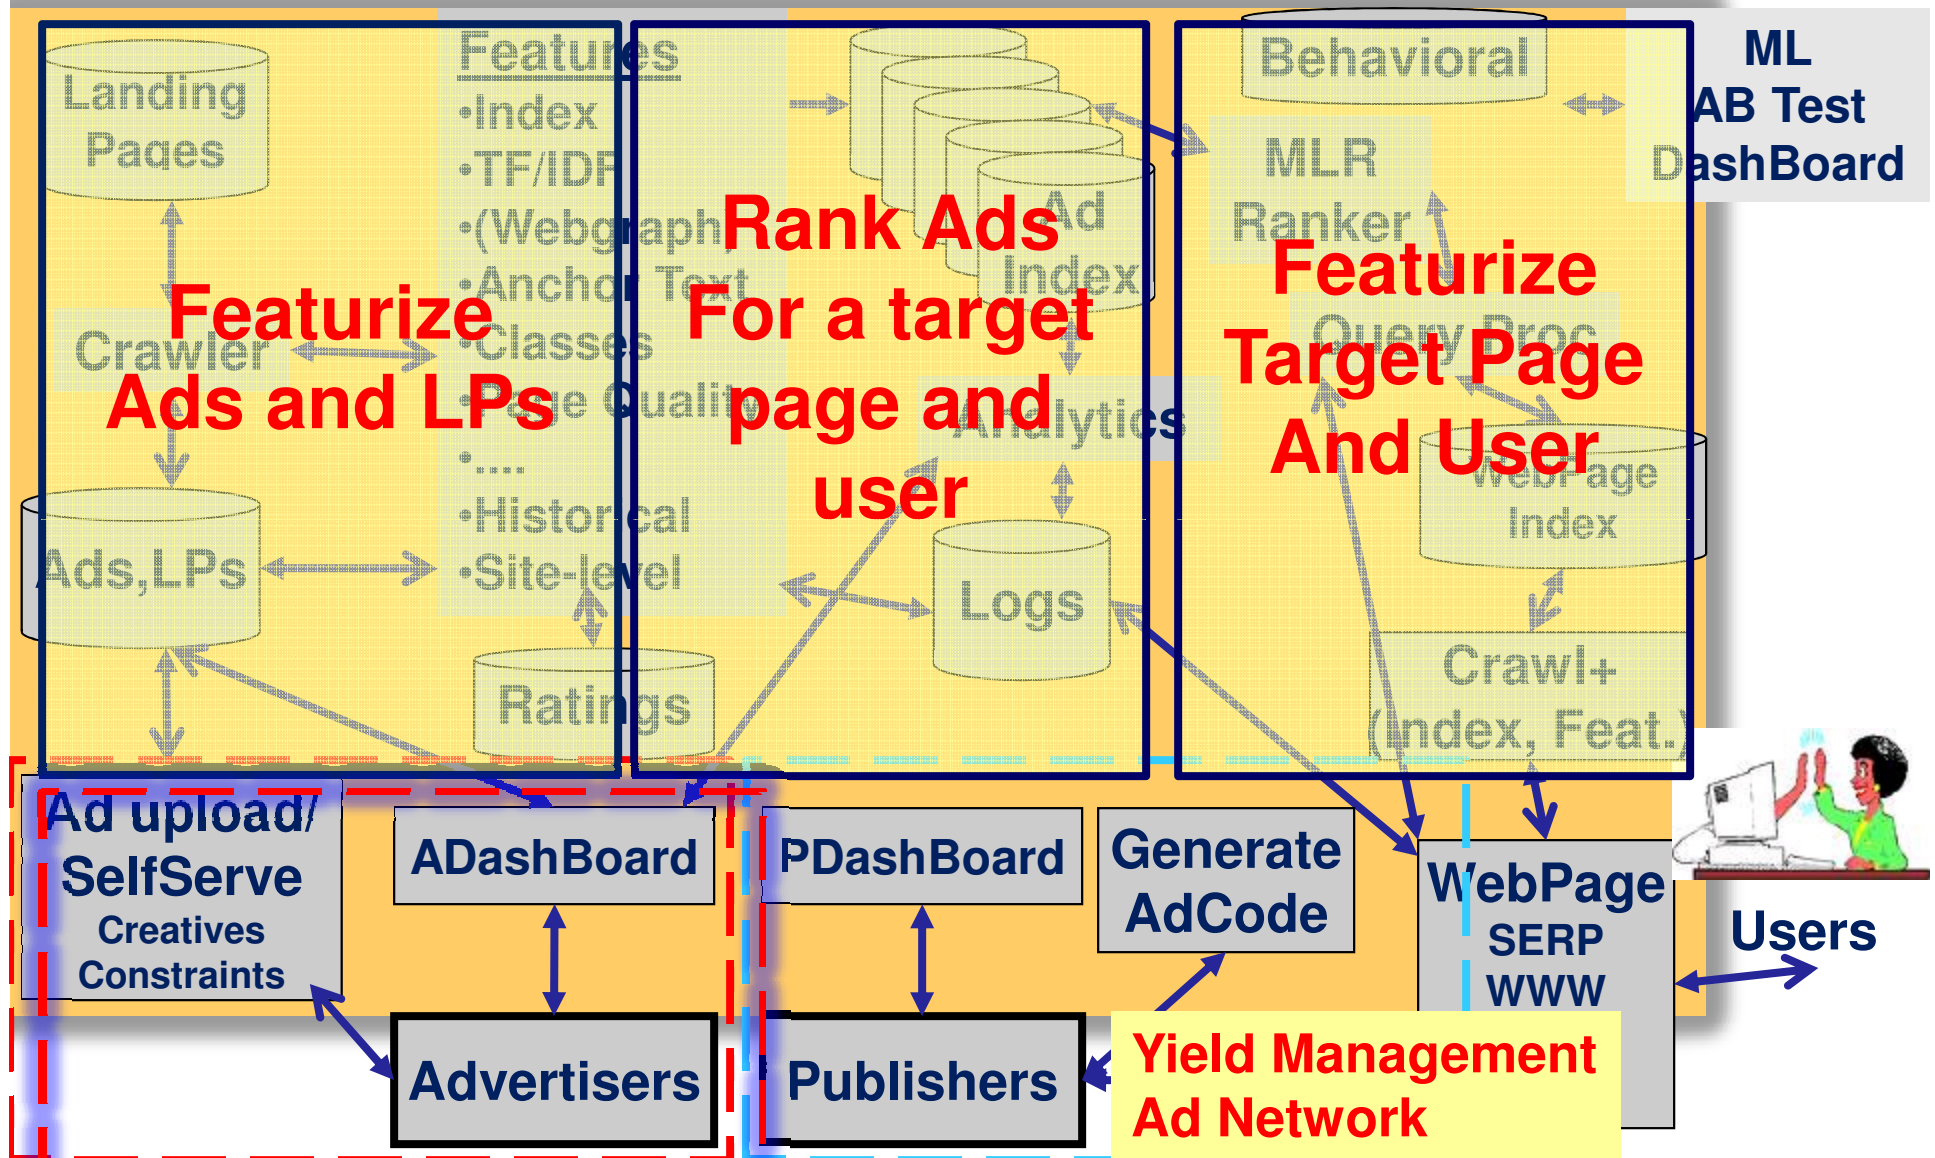 Landing
Pages
Crawler
Ads,LPs
Features
•Index
•TF/IDF
•(Webgraph)
•Anchor Text
•Classes
•Page Quality
•....
•Historical
•Site-level
Ratings
Featurize
Ads and LPs
Ad
Index
Analytics
Logs
Rank Ads
For a target
page and
user
Behavioral
MLR
Ranker
Query Proc
WebPage
Index
Crawl+
(Index, Feat.)
Featurize
Target Page
And User
ML
AB Test
DashBoard
Ad upload/
SelfServe
Creatives
Constraints
ADashBoard
PDashBoard
Generate
AdCode
WebPage
SERP
WWW
Users
Advertisers
Publishers
Yield Management
Ad Network